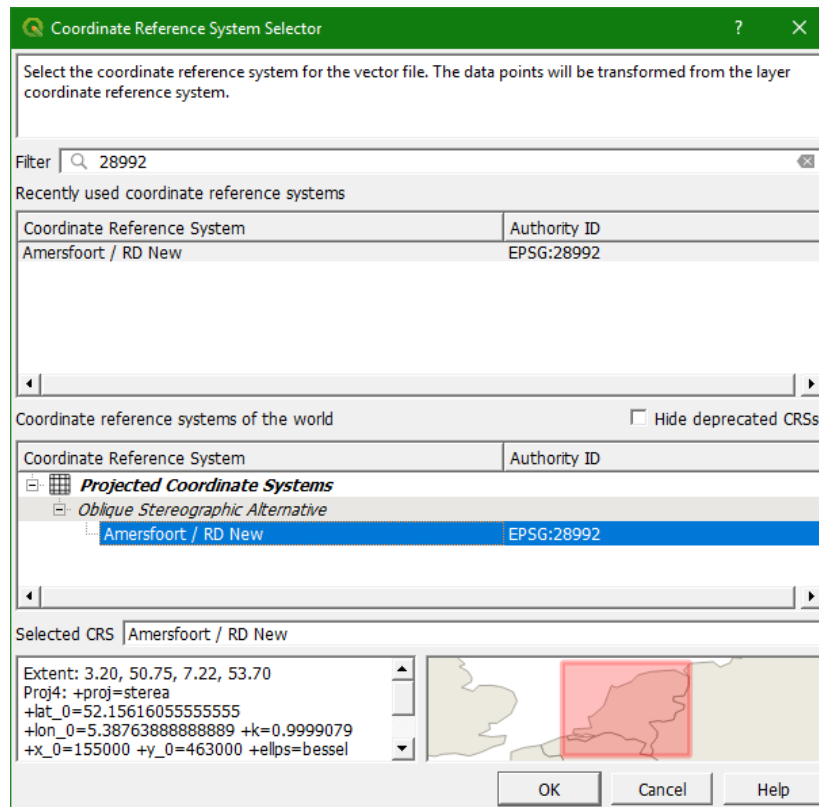 Coordinate Reference System Selector
Select the coordinate reference system for the vector file. The data points will be transformed from the layer
coordinate reference system.
Filter 28992
Recently used coordinate reference systems
Coordinate Reference System Authority ID
Amersfoort / RD New EPSG:28992
Coordinate reference systems of the world Hide deprecated CRSs
Coordinate Reference System Authority ID
Projected Coordinate Systems
Oblique Stereographic Alternative
Amersfoort / RD New EPSG:28992
Selected CRS Amersfoort / RD New
Extent: 3.20, 50.75, 7.22, 53.70
Proj4: +proj=sterea
+lat_0=52.15616055555555
+lon_0=5.38763888888889 +k=0.9999079
+x_0=155000 +y_0=463000 +ellps=bessel
OK Cancel Help